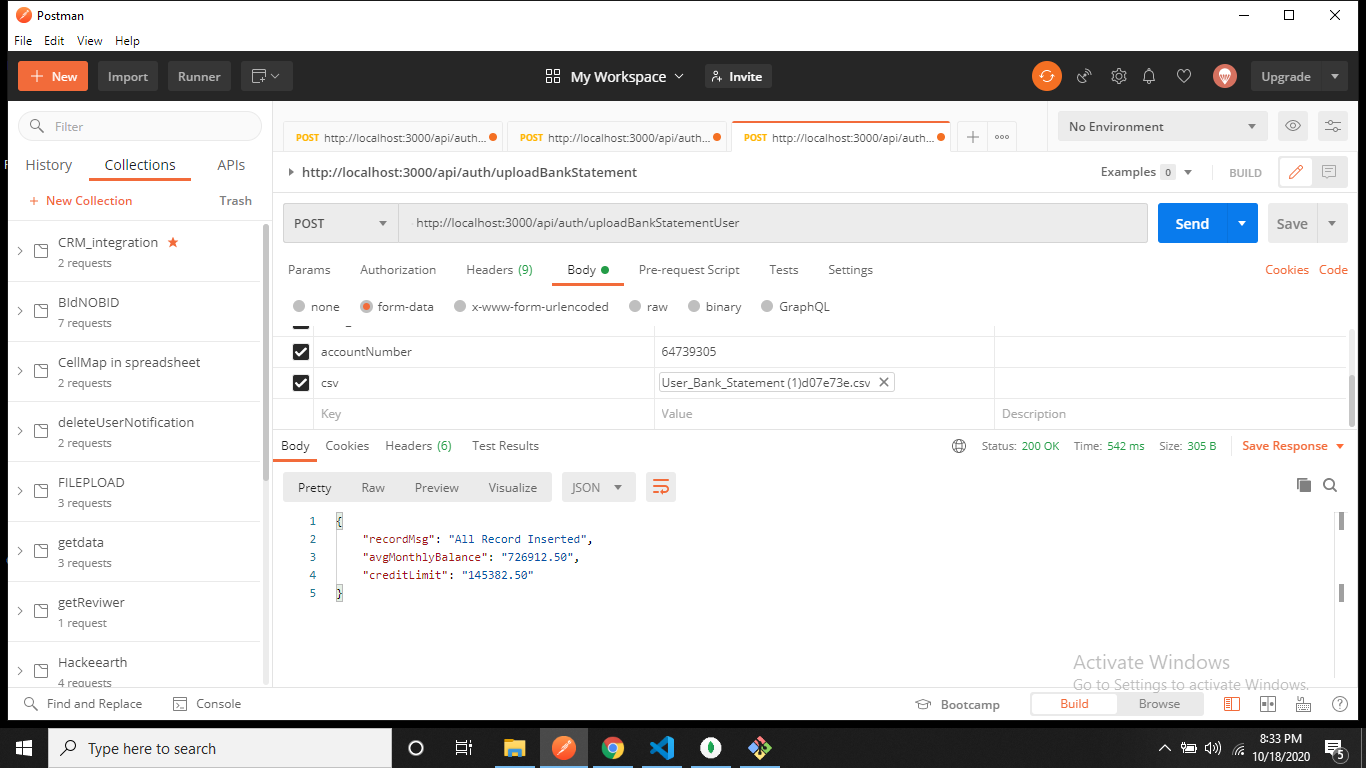 Postman
File Edit View Help
New Import Runner My Workspace Invite Upgrade
Filter
History Collections APIs
New Collection Trash
CRM_integration
2 requests
BIdNOBID
7 requests
CellMap in spreadsheet
2 requests
deleteUserNotification
2 requests
FILEPLOAD
3 requests
getdata
3 requests
getReviwer
1 request
Hackeearth
4 requests
POST http://localhost:3000/api/auth... POST http://localhost:3000/api/auth... POST http://localhost:3000/api/auth... No Environment
http://localhost:3000/api/auth/uploadBankStatement Examples 0 BUILD
POST http://localhost:3000/api/auth/uploadBankStatementUser Send Save
Params Authorization Headers (9) Body Pre-request Script Tests Settings Cookies Code
none form-data x-www-form-urlencoded raw binary GraphQL
accountNumber 64739305
csv User_Bank_Statement (1)d07e73e.csv
Key Value Description
Body Cookies Headers (6) Test Results Status: 200 OK Time: 542 ms Size: 305 B Save Response
Pretty Raw Preview Visualize JSON
1 {
2 "recordMsg": "All Record Inserted",
3 "avgMonthlyBalance": "726912.50",
4 "creditLimit": "145382.50"
5 }
Activate Windows
Go to Settings to activate Windows.
Find and Replace Console Bootcamp Build Browse
Type here to search
8:33 PM
10/18/2020
5